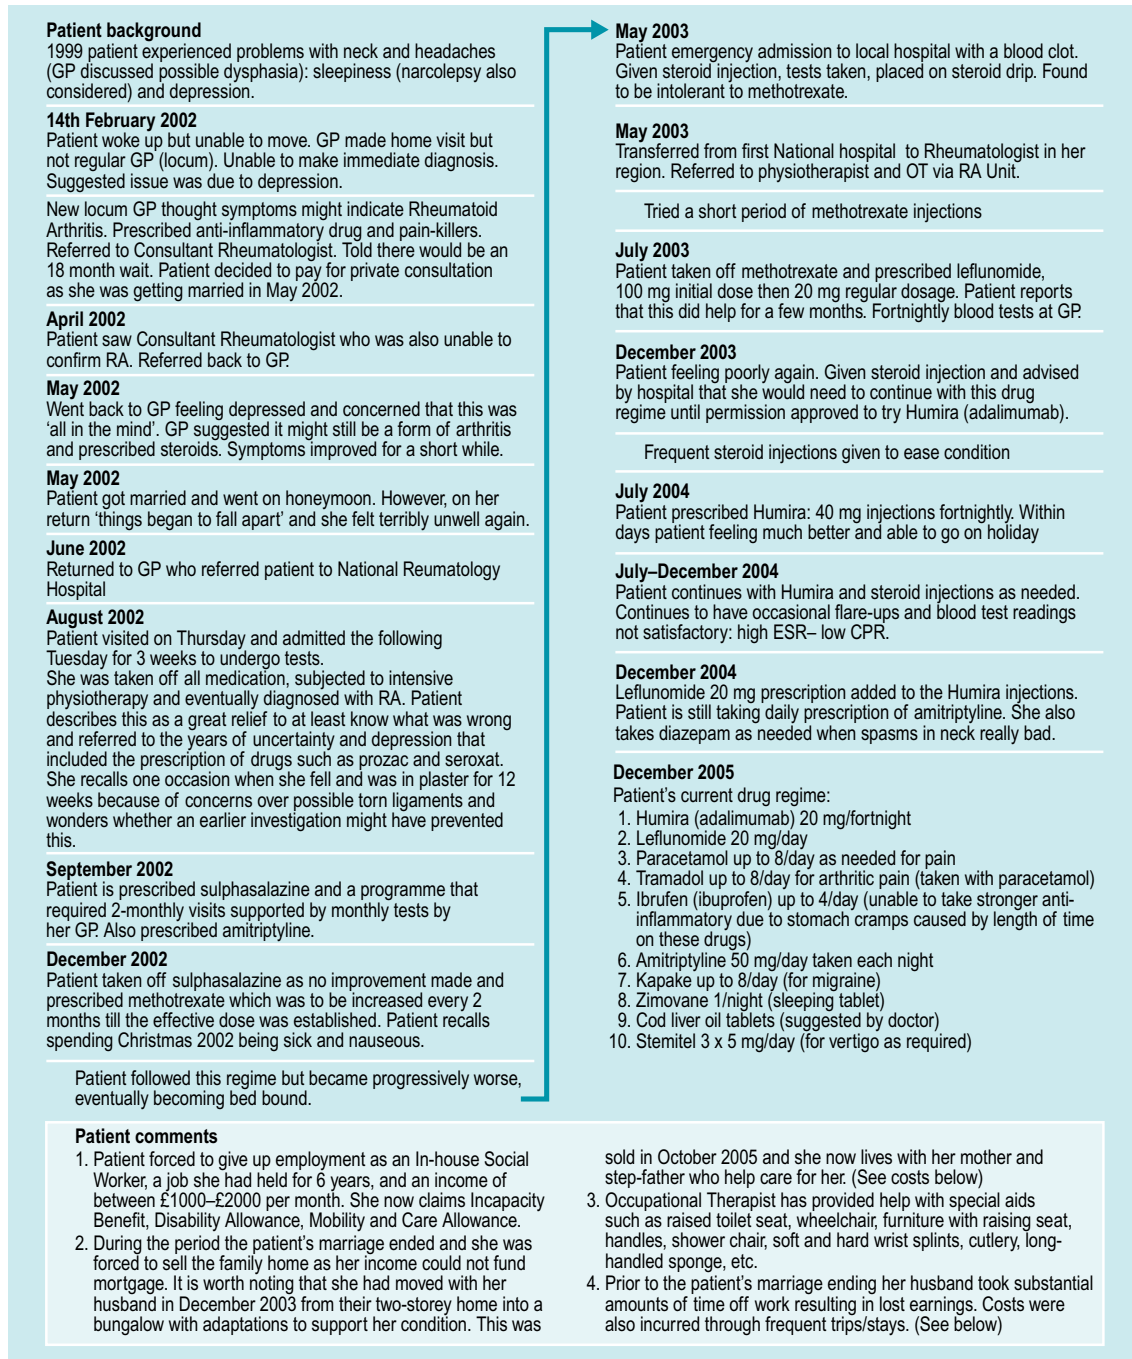 Patient background
1999 patient experienced problems with neck and headaches
(GP discussed possible dysphasia): sleepiness (narcolepsy also
considered) and depression.
14th February 2002
Patient woke up but unable to move. GP made home visit but
not regular GP (locum). Unable to make immediate diagnosis.
Suggested issue was due to depression.
New locum GP thought symptoms might indicate Rheumatoid
Arthritis. Prescribed anti-inflammatory drug and pain-killers.
Referred to Consultant Rheumatologist. Told there would be an
18 month wait. Patient decided to pay for private consultation
as she was getting married in May 2002.
April 2002
Patient saw Consultant Rheumatologist who was also unable to
confirm RA. Referred back to GP.
May 2002
Went back to GP feeling depressed and concerned that this was
‘all in the mind’. GP suggested it might still be a form of arthritis
and prescribed steroids. Symptoms improved for a short while.
May 2002
Patient got married and went on honeymoon. However, on her
return ‘things began to fall apart’ and she felt terribly unwell again.
June 2002
Returned to GP who referred patient to National Reumatology
Hospital
August 2002
Patient visited on Thursday and admitted the following
Tuesday for 3 weeks to undergo tests.
She was taken off all medication, subjected to intensive
physiotherapy and eventually diagnosed with RA. Patient
describes this as a great relief to at least know what was wrong
and referred to the years of uncertainty and depression that
included the prescription of drugs such as prozac and seroxat.
She recalls one occasion when she fell and was in plaster for 12
weeks because of concerns over possible torn ligaments and
wonders whether an earlier investigation might have prevented
this.
September 2002
Patient is prescribed sulphasalazine and a programme that
required 2-monthly visits supported by monthly tests by
her GP. Also prescribed amitriptyline.
December 2002
Patient taken off sulphasalazine as no improvement made and
prescribed methotrexate which was to be increased every 2
months till the effective dose was established. Patient recalls
spending Christmas 2002 being sick and nauseous.
Patient followed this regime but became progressively worse,
eventually becoming bed bound.
May 2003
Patient emergency admission to local hospital with a blood clot.
Given steroid injection, tests taken, placed on steroid drip. Found
to be intolerant to methotrexate.
May 2003
Transferred from first National hospital to Rheumatologist in her
region. Referred to physiotherapist and OT via RA Unit.
Tried a short period of methotrexate injections
July 2003
Patient taken off methotrexate and prescribed leflunomide,
100 mg initial dose then 20 mg regular dosage. Patient reports
that this did help for a few months. Fortnightly blood tests at GP.
December 2003
Patient feeling poorly again. Given steroid injection and advised
by hospital that she would need to continue with this drug
regime until permission approved to try Humira (adalimumab).
Frequent steroid injections given to ease condition
July 2004
Patient prescribed Humira: 40 mg injections fortnightly. Within
days patient feeling much better and able to go on holiday
July–December 2004
Patient continues with Humira and steroid injections as needed.
Continues to have occasional flare-ups and blood test readings
not satisfactory: high ESR– low CPR.
December 2004
Leflunomide 20 mg prescription added to the Humira injections.
Patient is still taking daily prescription of amitriptyline. She also
takes diazepam as needed when spasms in neck really bad.
December 2005
Patient’s current drug regime:
1. Humira (adalimumab) 20 mg/fortnight
2. Leflunomide 20 mg/day
3. Paracetamol up to 8/day as needed for pain
4. Tramadol up to 8/day for arthritic pain (taken with paracetamol)
5. Ibrufen (ibuprofen) up to 4/day (unable to take stronger anti-
inflammatory due to stomach cramps caused by length of time
on these drugs)
6. Amitriptyline 50 mg/day taken each night
7. Kapake up to 8/day (for migraine)
8. Zimovane 1/night (sleeping tablet)
9. Cod liver oil tablets (suggested by doctor)
10. Stemitel 3 x 5 mg/day (for vertigo as required)
Patient comments
1. Patient forced to give up employment as an In-house Social
Worker, a job she had held for 6 years, and an income of
between £1000–£2000 per month. She now claims Incapacity
Benefit, Disability Allowance, Mobility and Care Allowance.
2. During the period the patient’s marriage ended and she was
forced to sell the family home as her income could not fund
mortgage. It is worth noting that she had moved with her
husband in December 2003 from their two-storey home into a
bungalow with adaptations to support her condition. This was
sold in October 2005 and she now lives with her mother and
step-father who help care for her. (See costs below)
3. Occupational Therapist has provided help with special aids
such as raised toilet seat, wheelchair, furniture with raising seat,
handles, shower chair, soft and hard wrist splints, cutlery, long-
handled sponge, etc.
4. Prior to the patient’s marriage ending her husband took substantial
amounts of time off work resulting in lost earnings. Costs were
also incurred through frequent trips/stays. (See below)